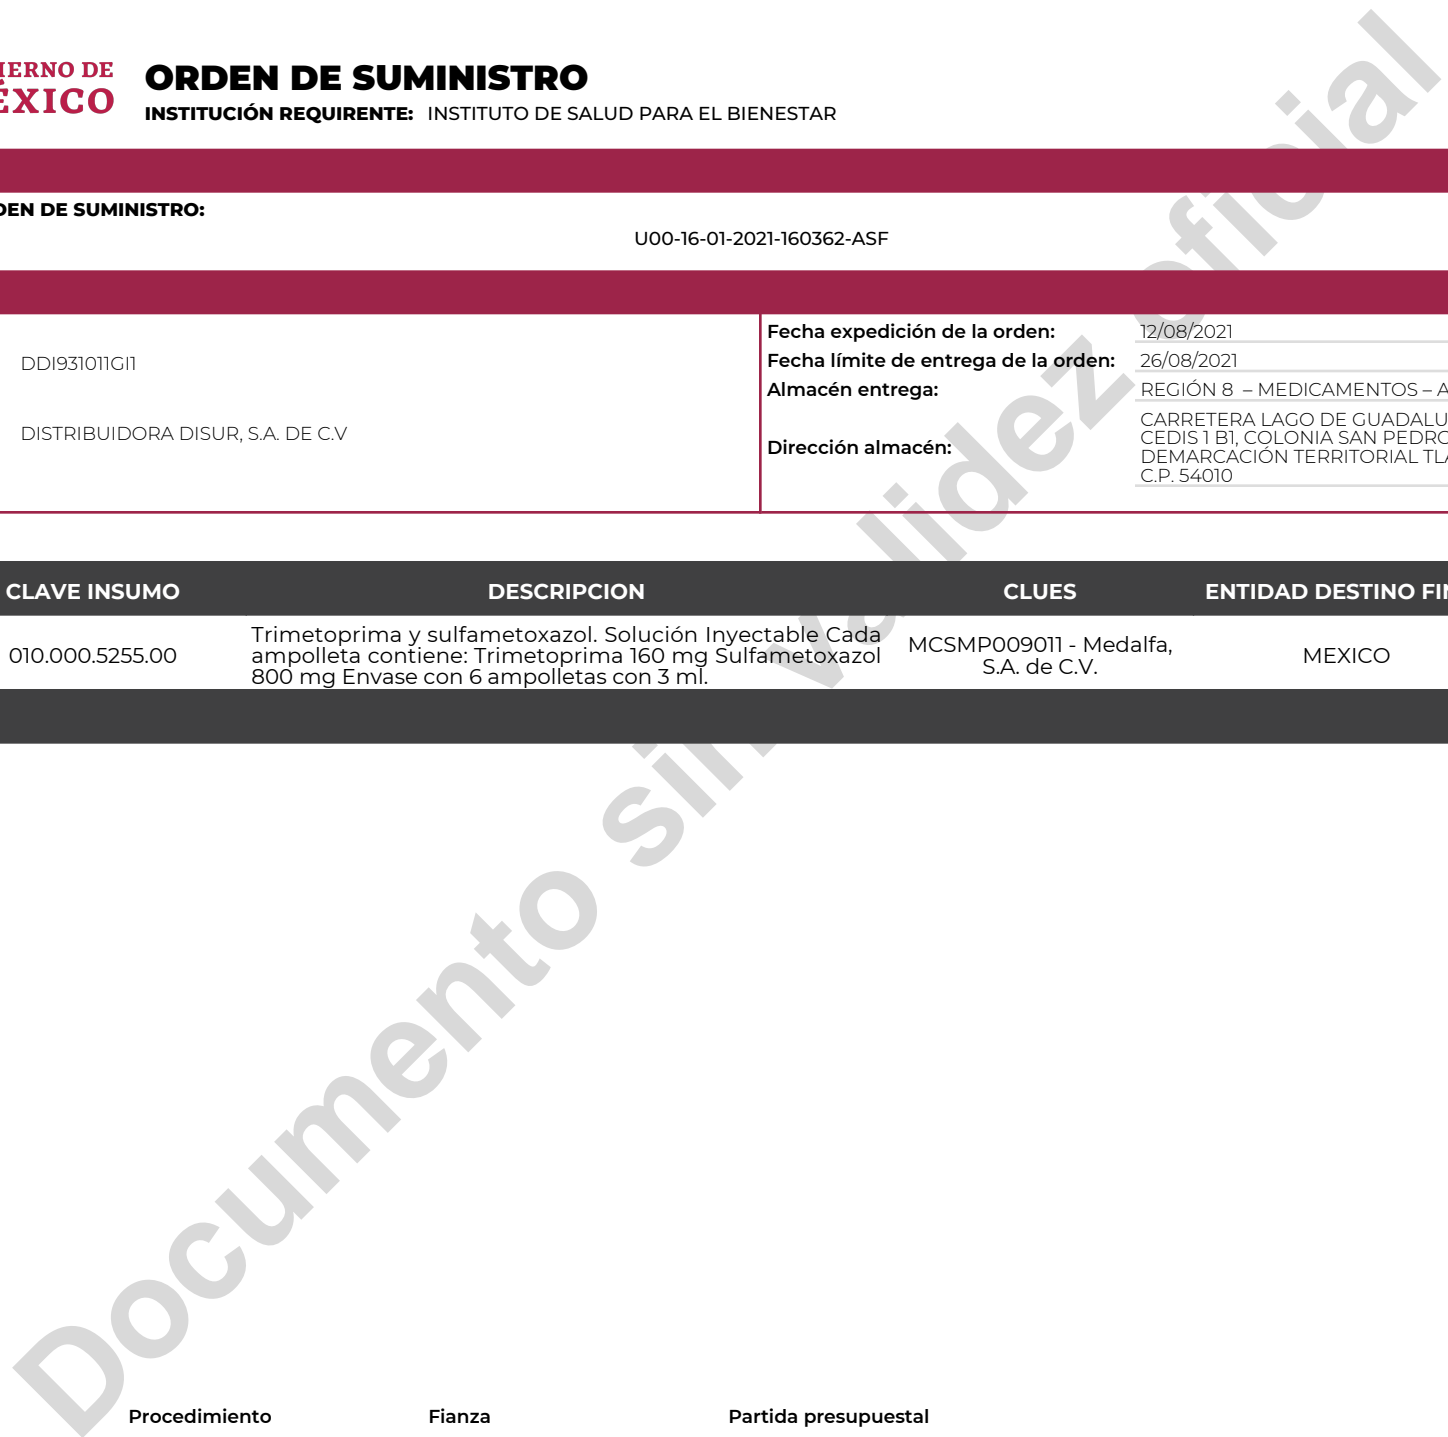 IERNO DE
ÉXICO
ORDEN DE SUMINISTRO
INSTITUCIÓN REQUIRENTE: INSTITUTO DE SALUD PARA EL BIENESTAR
DEN DE SUMINISTRO:
U00-16-01-2021-160362-ASF
DDI931011GI1
DISTRIBUIDORA DISUR, S.A. DE C.V
Fecha expedición de la orden: 12/08/2021
Fecha límite de entrega de la orden: 26/08/2021
Almacén entrega: REGIÓN 8 – MEDICAMENTOS – A
Dirección almacén:
CARRETERA LAGO DE GUADALU
CEDIS 1 B1, COLONIA SAN PEDRO
DEMARCACIÓN TERRITORIAL TLA
C.P. 54010
CLAVE INSUMO DESCRIPCION CLUES ENTIDAD DESTINO FIN
010.000.5255.00
Trimetoprima y sulfametoxazol. Solución Inyectable Cada
ampolleta contiene: Trimetoprima 160 mg Sulfametoxazol
800 mg Envase con 6 ampolletas con 3 ml.
MCSMP009011 - Medalfa,
S.A. de C.V.
MEXICO
Documento sin validez oficial
Procedimiento Fianza Partida presupuestal